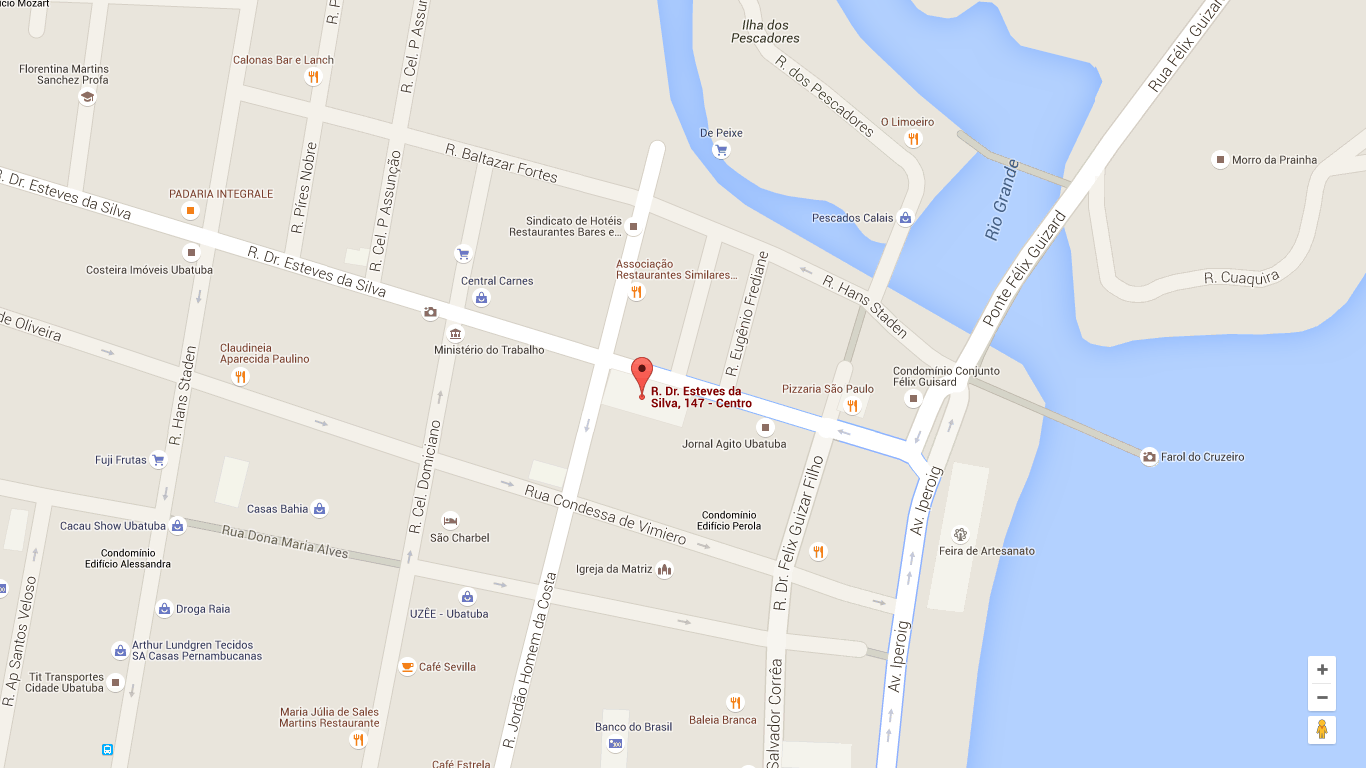 icio Mozart
Ilha dos
Pescadores
Rua Félix Guizar
R. P
R. Cel. P Assun
Calonas Bar e Lanch
Florentina Martins
Sanchez Profa
R. dos Pescadores
O Limoeiro
De Peixe
R. Baltazar Fortes
R. Píres Nobre
R. Cel. P Assunção
Morro da Prainha
Rio Grande
R. Dr. Esteves da Silva
PADARIA INTEGRALE
Sindicato de Hotéis
Restaurantes Bares e...
Pescados Calais
Ponte Félix Guizard
Costeira Imóveis Ubatuba
R. Dr. Esteves da Silva
Associação
Restaurantes Similares...
Central Carnes
R. Eugênio Frediane
R. Hans Staden
R. Cuaquira
de Oliveira
Ministério do Trabalho
Claudineia
Aparecida Paulino
R. Hans Staden
R. Dr. Esteves da
Silva, 147 - Centro
Pizzaria São Paulo
Condomínio Conjunto
Félix Guisard
Jornal Agito Ubatuba
Fuji Frutas
R. Cel. Domiciano
Farol do Cruzeiro
Casas Bahia
Rua Condessa de Vimiero
R. Dr. Felix Guizar Filho
Av. Iperoig
Cacau Show Ubatuba
Rua Dona Maria Alves
São Charbel
Condomínio
Edifício Perola
Feira de Artesanato
Condomínio
Edifício Alessandra
Igreja da Matriz
R. Ap Santos Veloso
Droga Raia
UZÊE - Ubatuba
R. Jordão Homem da Costa
Arthur Lundgren Tecidos
SA Casas Pernambucanas
Café Sevilla
Av. Iperoig
Tit Transportes
Cidade Ubatuba
Salvador Corrêa
Maria Júlia de Sales
Martins Restaurante
Baleia Branca
Banco do Brasil
Café Estrela
+
−